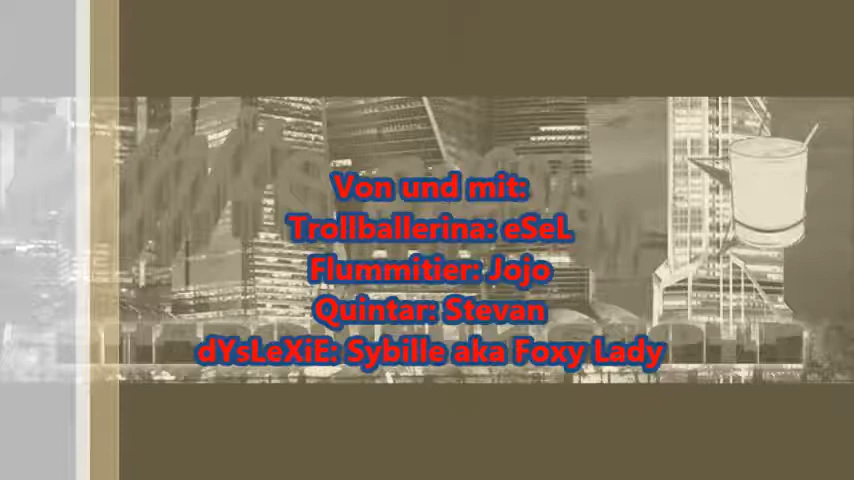 Von und mit:
Trollballerina: eSeL
Flummitier: Jojo
Quintar: Stevan
dYsLeXiE: Sybille aka Foxy Lady